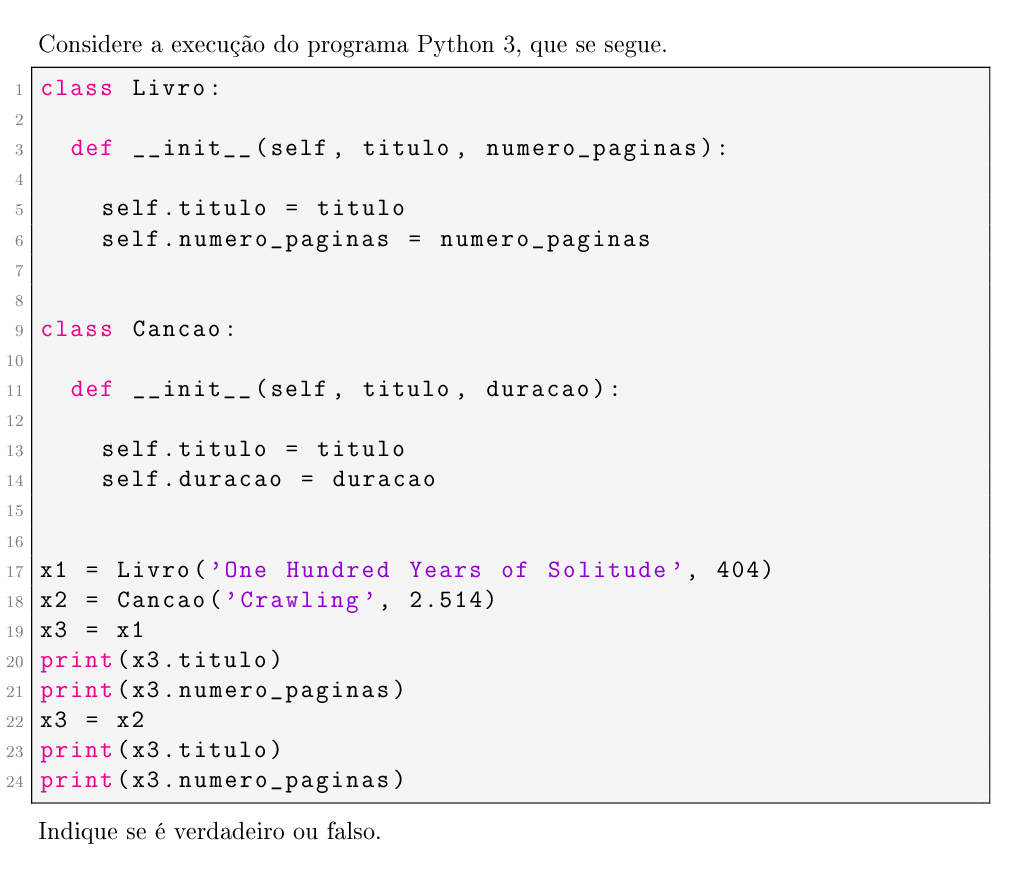 Considere a execução do programa Python 3, que se segue.
1 class Livro:
2
3   def __init__(self, titulo, numero_paginas):
4
5     self.titulo = titulo
6     self.numero_paginas = numero_paginas
7
8
9 class Cancao:
10
11   def __init__(self, titulo, duracao):
12
13     self.titulo = titulo
14     self.duracao = duracao
15
16
17 x1 = Livro('One Hundred Years of Solitude', 404)
18 x2 = Cancao('Crawling', 2.514)
19 x3 = x1
20 print(x3.titulo)
21 print(x3.numero_paginas)
22 x3 = x2
23 print(x3.titulo)
24 print(x3.numero_paginas)
Indique se é verdadeiro ou falso.